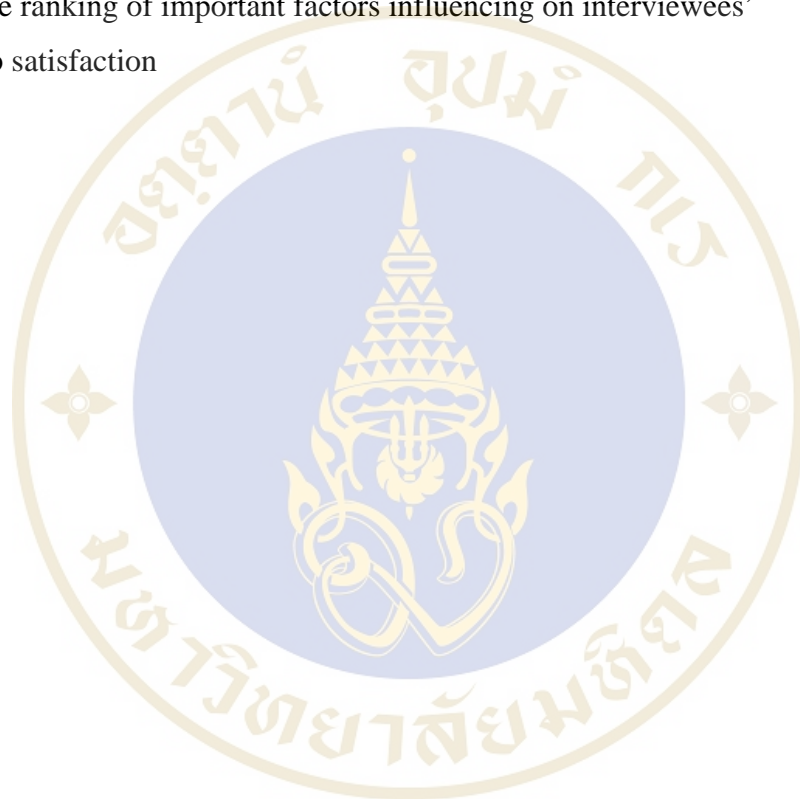 e ranking of important factors influencing on interviewees’
satisfaction
อตฺตานํ อุปมํ กเร
มหาวิทยาลัยมหิดล